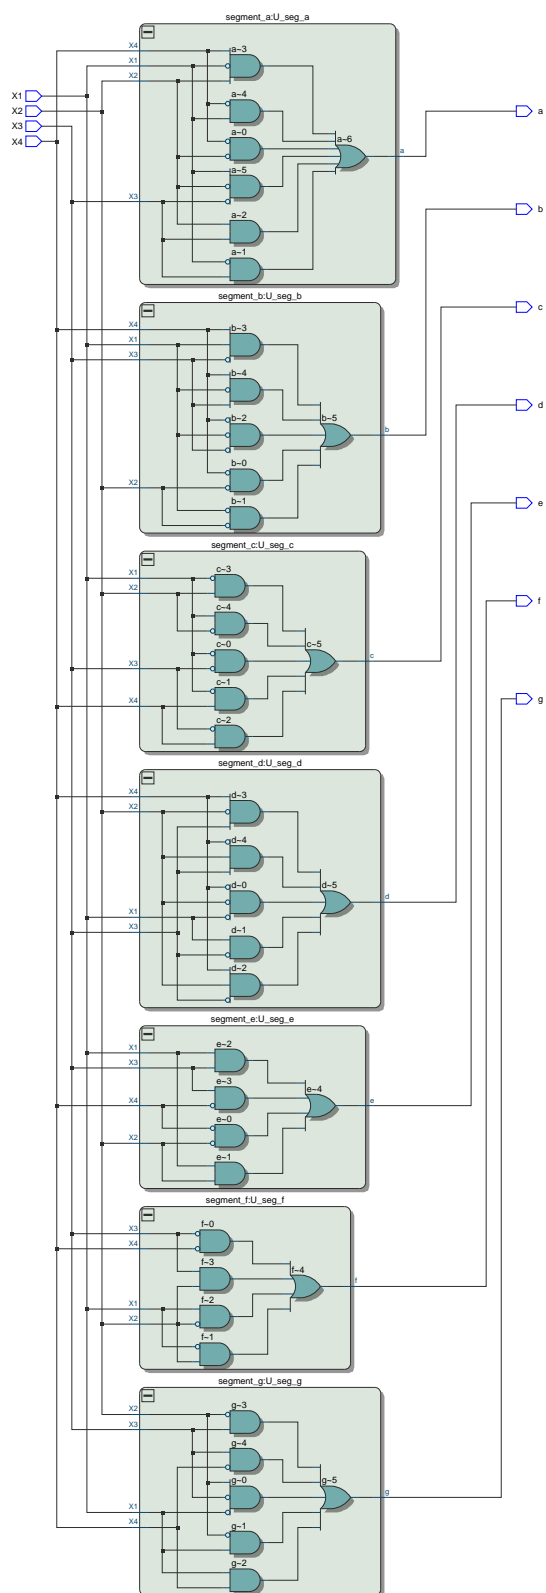 segment_a:U_seg_a
X4
X1
X2
X3
a~3
a~4
a~0
a~5
a~2
a~1
a~6
a
X1
X2
X3
X4
a
b
c
d
e
f
g
segment_b:U_seg_b
X4
X1
X3
X2
b~3
b~4
b~2
b~0
b~1
b~5
b
segment_c:U_seg_c
X1
X2
X3
X4
c~3
c~4
c~0
c~1
c~2
c~5
c
segment_d:U_seg_d
X4
X2
X1
X3
d~3
d~4
d~0
d~1
d~2
d~5
d
segment_e:U_seg_e
X1
X3
X4
X2
e~2
e~3
e~0
e~1
e~4
e
segment_f:U_seg_f
X3
X4
X1
X2
f~0
f~3
f~2
f~1
f~4
f
segment_g:U_seg_g
X2
X3
X1
X4
g~3
g~4
g~0
g~1
g~2
g~5
g